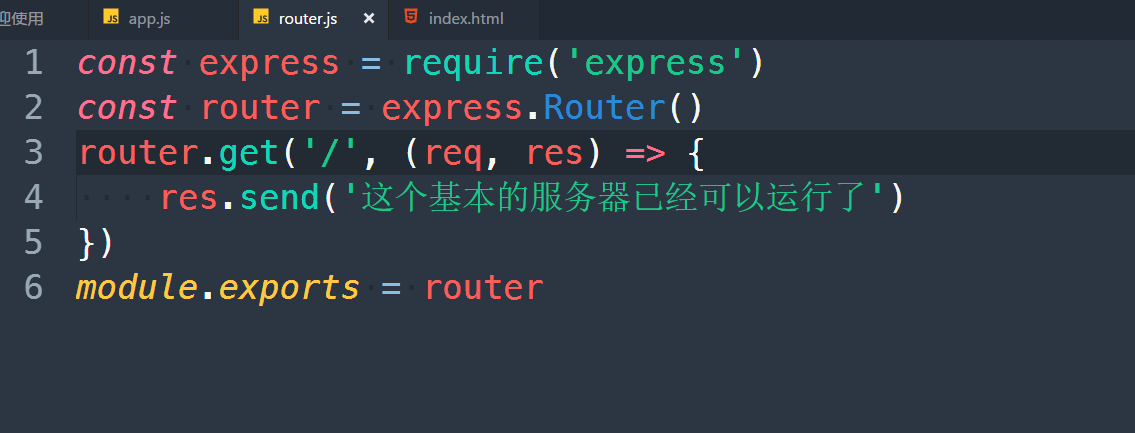 迎使用 app.js router.js × index.html
1 const express = require('express')
2 const router = express.Router()
3 router.get('/', (req, res) => {
4 res.send('这个基本的服务器已经可以运行了')
5 })
6 module.exports = router